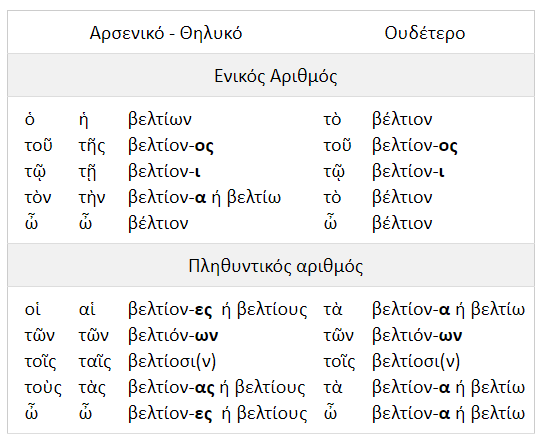 Αρσενικό - Θηλυκό Ουδέτερο
Ενικός Αριθμός
ὁ ἡ βελτίων τὸ βέλτιον
τοῦ τῆς βελτίον-ος τοῦ βελτίον-ος
τῷ τῇ βελτίον-ι τῷ βελτίον-ι
τὸν τὴν βελτίον-α ή βελτίω τὸ βέλτιον
ὦ ὦ βέλτιον ὦ βέλτιον
Πληθυντικός αριθμός
οἱ αἱ βελτίον-ες ή βελτίους τὰ βελτίον-α ή βελτίω
τῶν τῶν βελτιόν-ων τῶν βελτιόν-ων
τοῖς ταῖς βελτίοσι(ν) τοῖς βελτίοσι(ν)
τοὺς τὰς βελτίον-ας ή βελτίους τὰ βελτίον-α ή βελτίω
ὦ ὦ βελτίον-ες ή βελτίους ὦ βελτίον-α ή βελτίω